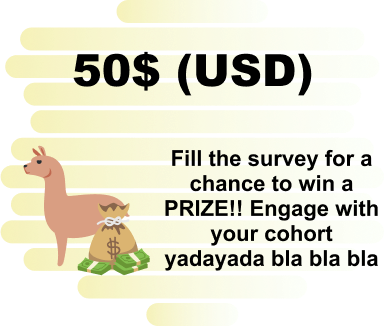 50$ (USD)
Fill the survey for a
chance to win a
PRIZE!! Engage with
your cohort
yadayada bla bla bla
$